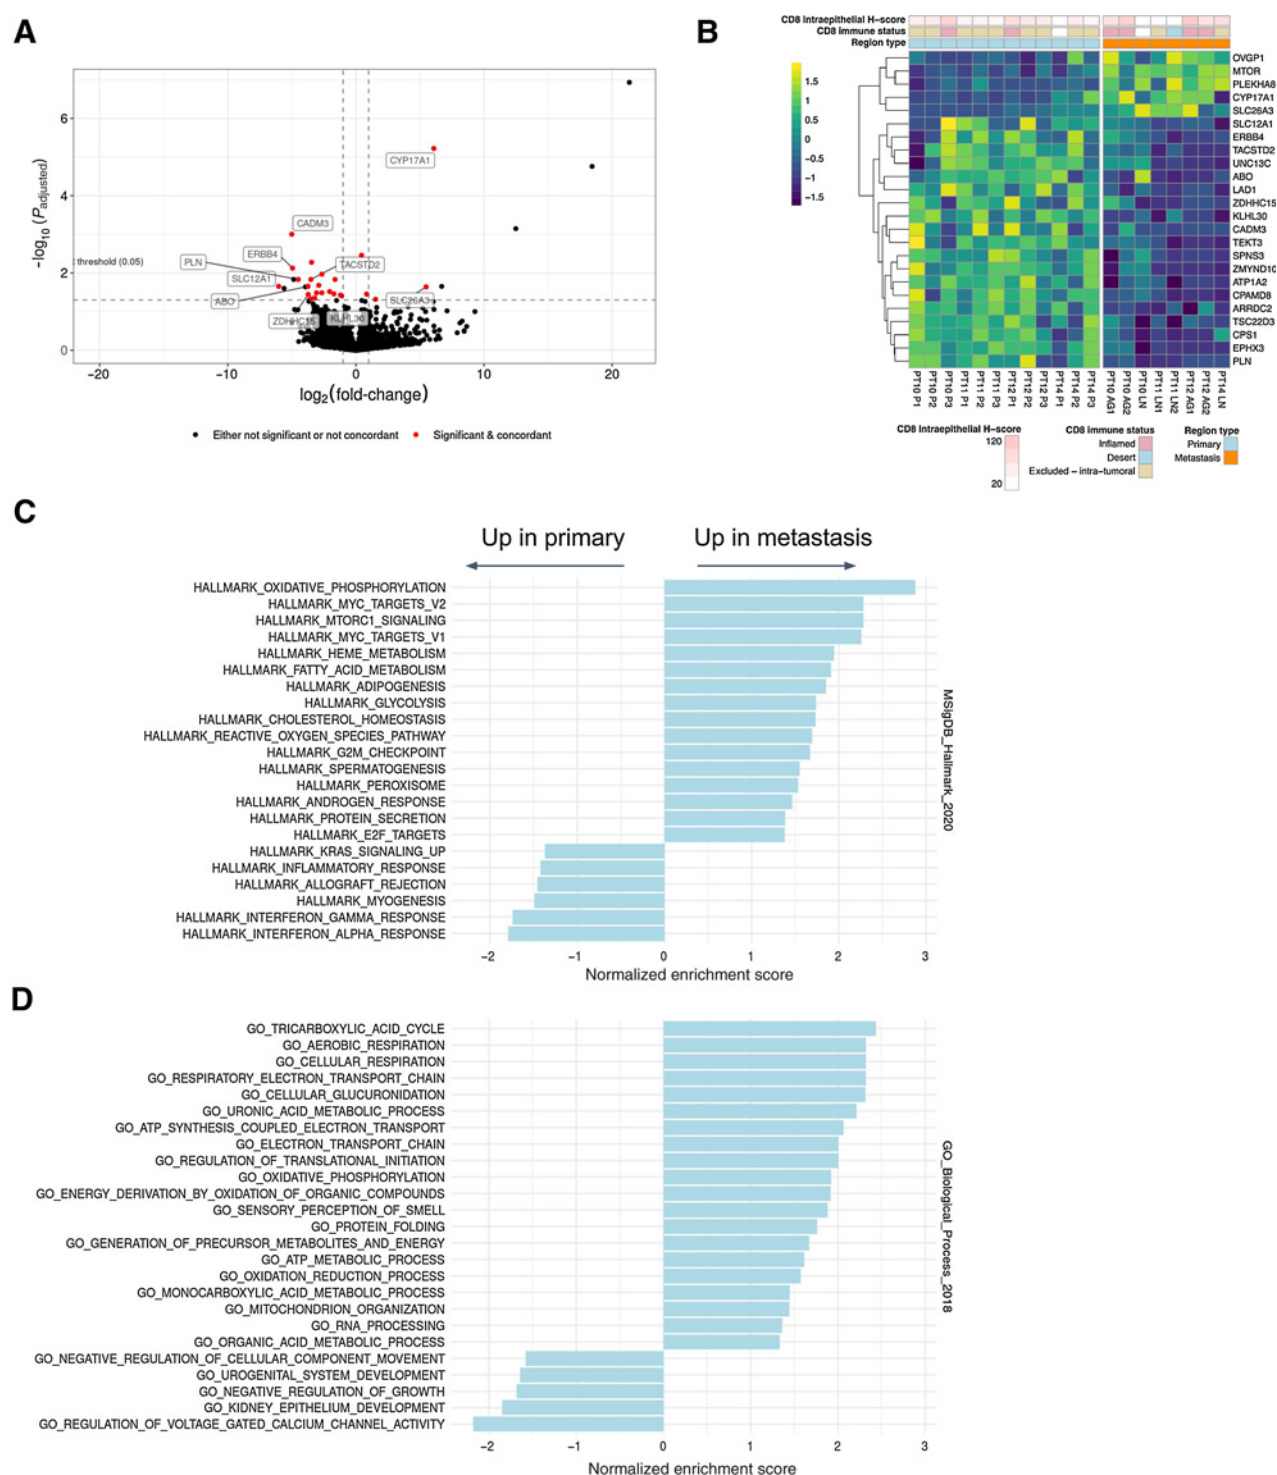 A
−log10 (Padjusted)
6
4
2
0
threshold (0.05)
CYP17A1
CADM3
ERBB4
PLN
TACSTD2
SLC12A1
ABO
SLC26A3
ZDHHC15
KLHL30
−20
−10
0
10
20
log2(fold-change)
Either not significant or not concordant
Significant & concordant
B
CD8 Intraepithelial H-score
CD8 Immune status
Region type
1.5
1
0.5
0
−0.5
−1
−1.5
OVGP1
MTOR
PLEKHA8
CYP17A1
SLC26A3
SLC12A1
ERBB4
TACSTD2
UNC13C
ABO
LAD1
ZDHHC15
KLHL30
CADM3
TEKT3
SPNS3
ZMYND10
ATP1A2
CPAMD8
ARRDC2
TSC22D3
CPS1
EPHX3
PLN
PT10 P1
PT10 P2
PT10 P3
PT11 P1
PT11 P2
PT11 P3
PT12 P1
PT12 P2
PT12 P3
PT14 P1
PT14 P2
PT14 P3
PT10 AG1
PT10 AG2
PT10 LN
PT11 LN1
PT11 LN2
PT12 AG1
PT12 AG2
PT14 LN
CD8 Intraepithelial H-score
120
20
CD8 Immune status
Inflamed
Desert
Excluded − intra-tumoral
Region type
Primary
Metastasis
C
Up in primary
Up in metastasis
HALLMARK_OXIDATIVE_PHOSPHORYLATION
HALLMARK_MYC_TARGETS_V2
HALLMARK_MTORC1_SIGNALING
HALLMARK_MYC_TARGETS_V1
HALLMARK_HEME_METABOLISM
HALLMARK_FATTY_ACID_METABOLISM
HALLMARK_ADIPOGENESIS
HALLMARK_GLYCOLYSIS
HALLMARK_CHOLESTEROL_HOMEOSTASIS
HALLMARK_REACTIVE_OXYGEN_SPECIES_PATHWAY
HALLMARK_G2M_CHECKPOINT
HALLMARK_SPERMATOGENESIS
HALLMARK_PEROXISOME
HALLMARK_ANDROGEN_RESPONSE
HALLMARK_PROTEIN_SECRETION
HALLMARK_E2F_TARGETS
HALLMARK_KRAS_SIGNALING_UP
HALLMARK_INFLAMMATORY_RESPONSE
HALLMARK_ALLOGRAFT_REJECTION
HALLMARK_MYOGENESIS
HALLMARK_INTERFERON_GAMMA_RESPONSE
HALLMARK_INTERFERON_ALPHA_RESPONSE
MSigDB_Hallmark_2020
−2
−1
0
1
2
3
Normalized enrichment score
D
GO_TRICARBOXYLIC_ACID_CYCLE
GO_AEROBIC_RESPIRATION
GO_CELLULAR_RESPIRATION
GO_RESPIRATORY_ELECTRON_TRANSPORT_CHAIN
GO_CELLULAR_GLUCURONIDATION
GO_URONIC_ACID_METABOLIC_PROCESS
GO_ATP_SYNTHESIS_COUPLED_ELECTRON_TRANSPORT
GO_ELECTRON_TRANSPORT_CHAIN
GO_REGULATION_OF_TRANSLATIONAL_INITIATION
GO_OXIDATIVE_PHOSPHORYLATION
GO_ENERGY_DERIVATION_BY_OXIDATION_OF_ORGANIC_COMPOUNDS
GO_SENSORY_PERCEPTION_OF_SMELL
GO_PROTEIN_FOLDING
GO_GENERATION_OF_PRECURSOR_METABOLITES_AND_ENERGY
GO_ATP_METABOLIC_PROCESS
GO_OXIDATION_REDUCTION_PROCESS
GO_MONOCARBOXYLIC_ACID_METABOLIC_PROCESS
GO_MITOCHONDRION_ORGANIZATION
GO_RNA_PROCESSING
GO_ORGANIC_ACID_METABOLIC_PROCESS
GO_NEGATIVE_REGULATION_OF_CELLULAR_COMPONENT_MOVEMENT
GO_UROGENITAL_SYSTEM_DEVELOPMENT
GO_NEGATIVE_REGULATION_OF_GROWTH
GO_KIDNEY_EPITHELIUM_DEVELOPMENT
GO_REGULATION_OF_VOLTAGE_GATED_CALCIUM_CHANNEL_ACTIVITY
GO_Biological_Process_2018
−2
−1
0
1
2
3
Normalized enrichment score